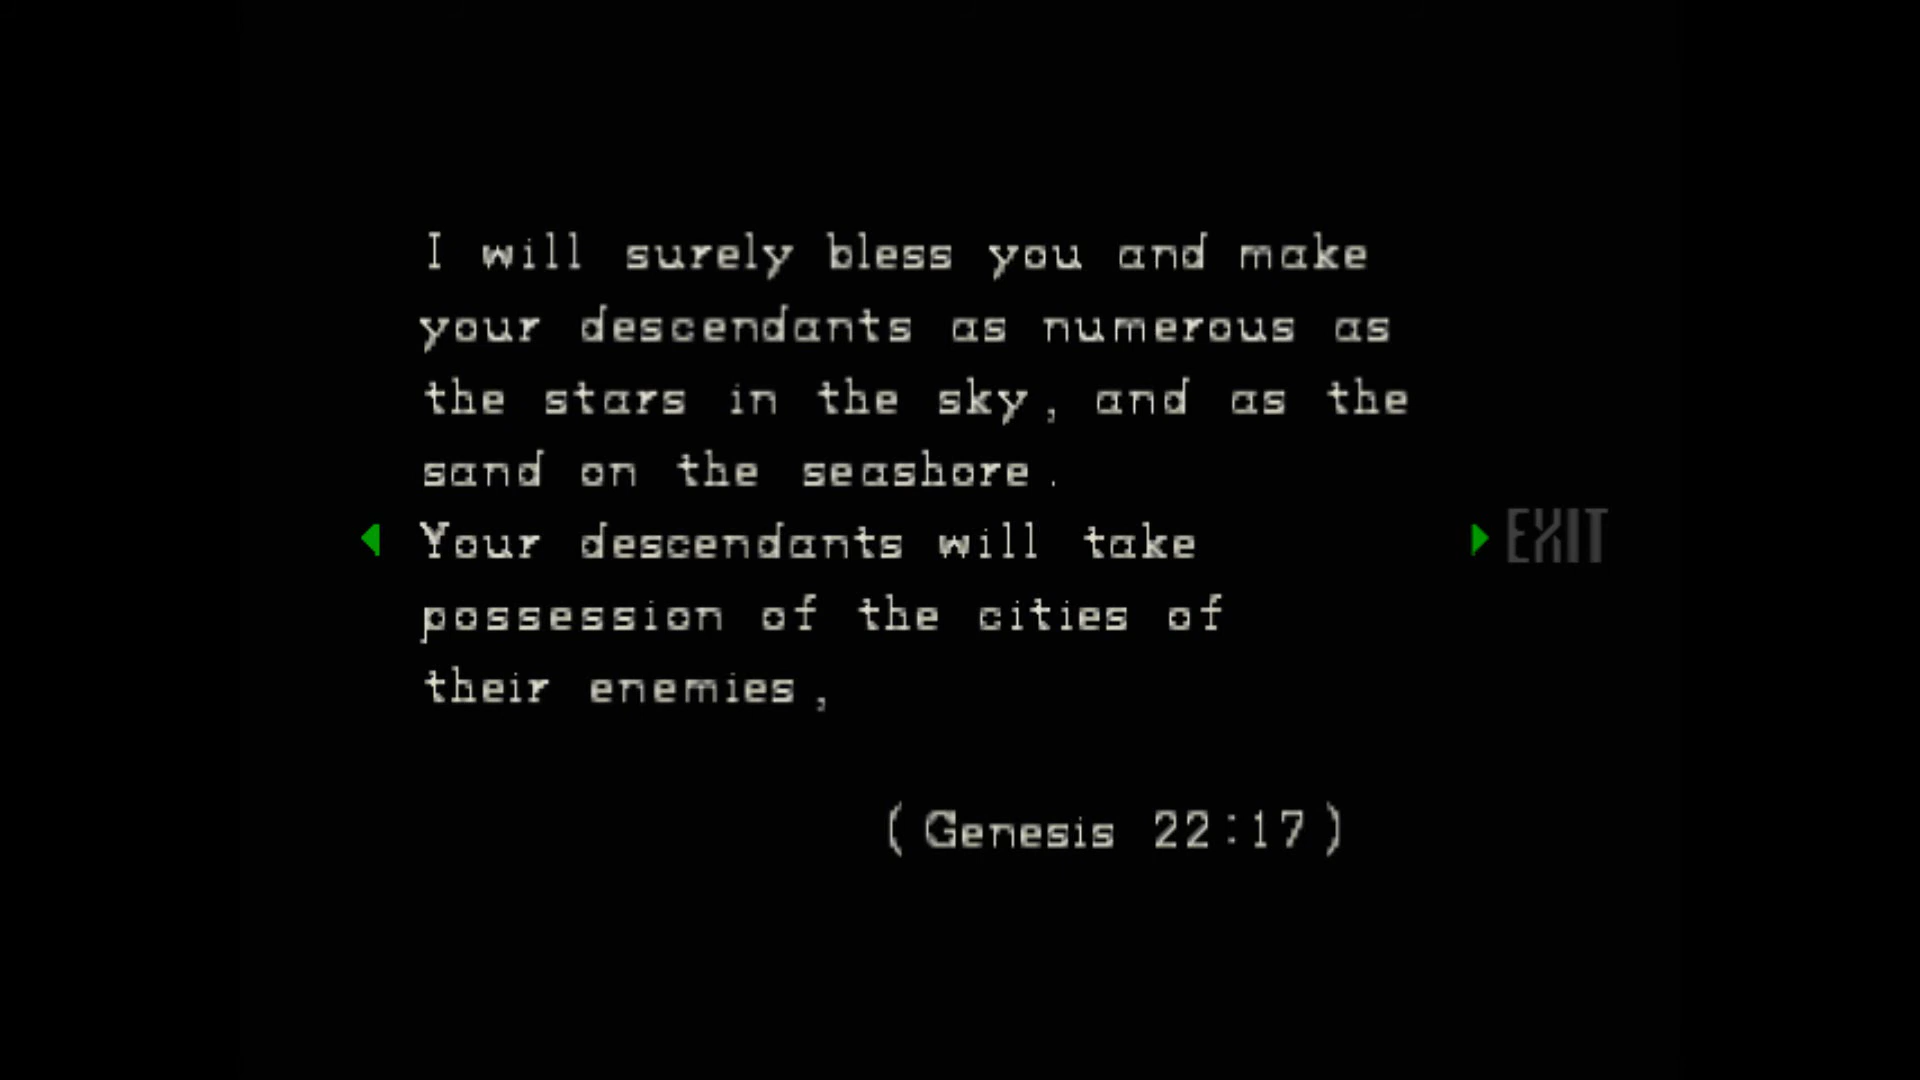 I will surely bless you and make
your descendants as numerous as
the stars in the sky, and as the
sand on the seashore.
Your descendants will take
possession of the cities of
their enemies,
(Genesis 22:17)
EXIT